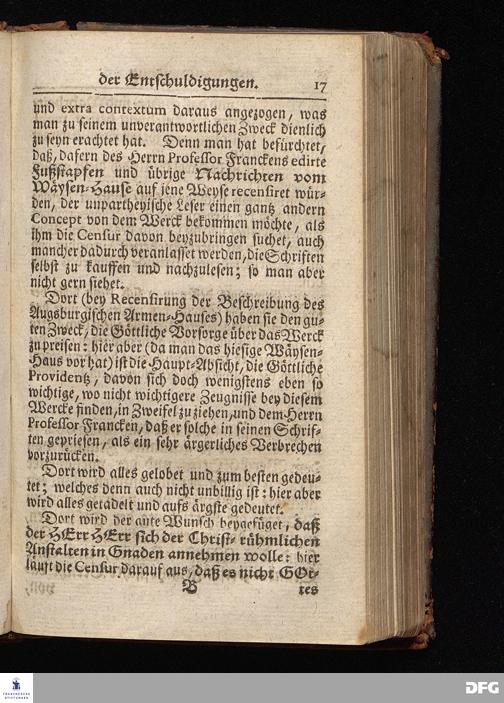 der Entschuldigungen. 17
und extra contextum daraus angezogen, was
man zu seinem unverantwortlichen Zweck dienlich
zu seyn erachtet hat. Denn man hat befürchtet,
daß, dafern des Herrn Professor Franckens edirte
Fußstapfen und übrige Nachrichten vom
Wäysen-Hause auf jene Weyse recensiret wür-
den, der unpartheyische Leser einen gantz andern
Concept von dem Werck bekommen möchte, als
ihm die Censur davon beyzubringen suchet, auch
mancher dadurch veranlasset werden, die Schriften
selbst zu kauffen und nachzulesen; so man aber
nicht gern siehet.
Dort (bey Recensirung der Beschreibung des
Augsburgischen Armen-Hauses) haben sie den gu-
ten Zweck, die Göttliche Vorsorge über das Werck
zu preisen: hier aber (da man das hiesige Wäysen-
Haus vor hat) ist die Haupt-Absicht, die Göttliche
Providentz, davon sich doch wenigstens eben so
wichtige, wo nicht wichtigere Zeugnisse bey diesem
Wercke finden, in Zweifel zu ziehen, und dem Herrn
Professor Francken, daß er solche in seinen Schrif-
ten gepriesen, als ein sehr ärgerliches Verbrechen
vorzurücken.
Dort wird alles gelobet und zum besten gedeu-
tet; welches denn auch nicht unbillig ist: hier aber
wird alles getadelt und aufs ärgste gedeutet.
Dort wird der gute Wunsch beygefüget, daß
der HErr HErr sich der Christ-rühmlichen
Anstalten in Gnaden annehmen wolle: hier
läuft die Censur darauf aus, daß es nicht GOt-
B tes
FRANCKESCHE
STIFTUNGEN
DFG